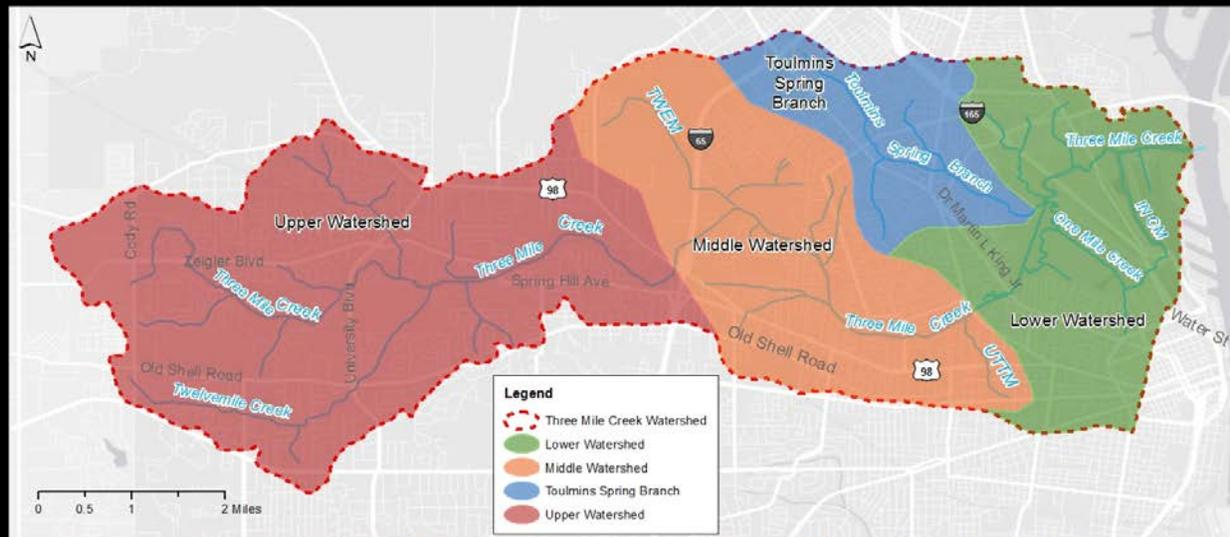 N
Toulmins
Spring
Branch
Toulmins
Spring
Branch
TWEM
65
165
Three Mile Creek
98
Upper Watershed
Creek
Three Mile
Middle Watershed
Dr Martin L King Jr
One Mile Creek
INCM
Cody Rd
Zeigler Blvd
Three Mile Creek
University Blvd
Spring Hill Ave
Three Mile Creek
Lower Watershed
Water St
Old Shell Road
Old Shell Road
98
UTTM
Twelvemile Creek
Legend
Three Mile Creek Watershed
Lower Watershed
Middle Watershed
Toulmins Spring Branch
Upper Watershed
0 0.5 1 2 Miles